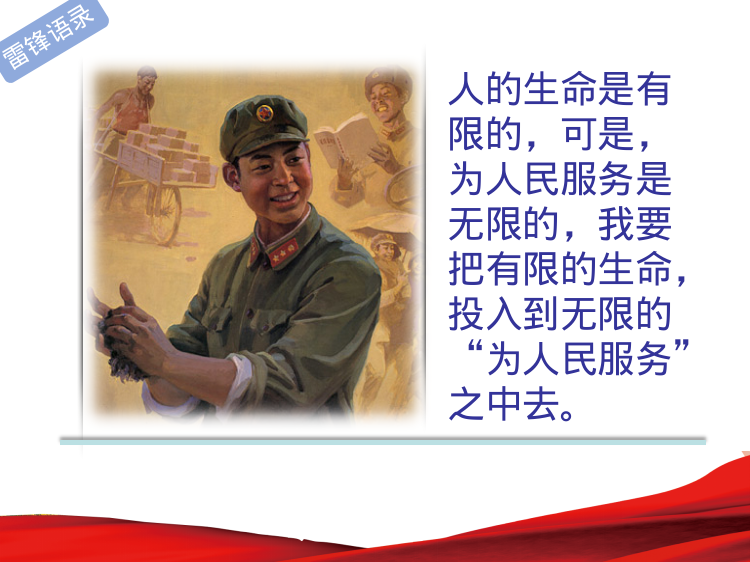 雷锋语录
人的生命是有
限的，可是，
为人民服务是
无限的，我要
把有限的生命，
投入到无限的
“为人民服务”
之中去。